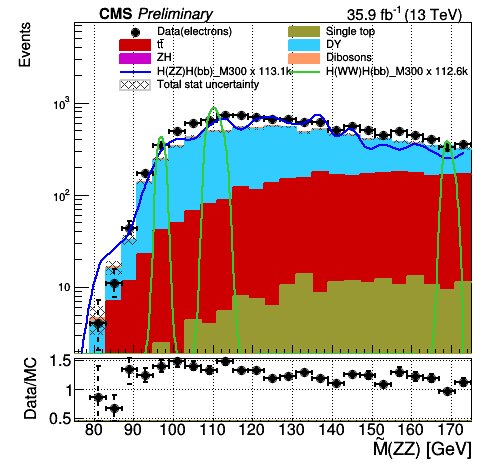 CMS Preliminary 35.9 fb⁻¹ (13 TeV)
Events
Data(electrons) Single top
tt̄ DY
ZH Dibosons
H(ZZ)H(bb)_M300 x 113.1k H(WW)H(bb)_M300 x 112.6k
Total stat uncertainty
10³
10²
10
Data/MC
1.5
1
0.5
80 90 100 110 120 130 140 150 160 170
M̃(ZZ) [GeV]